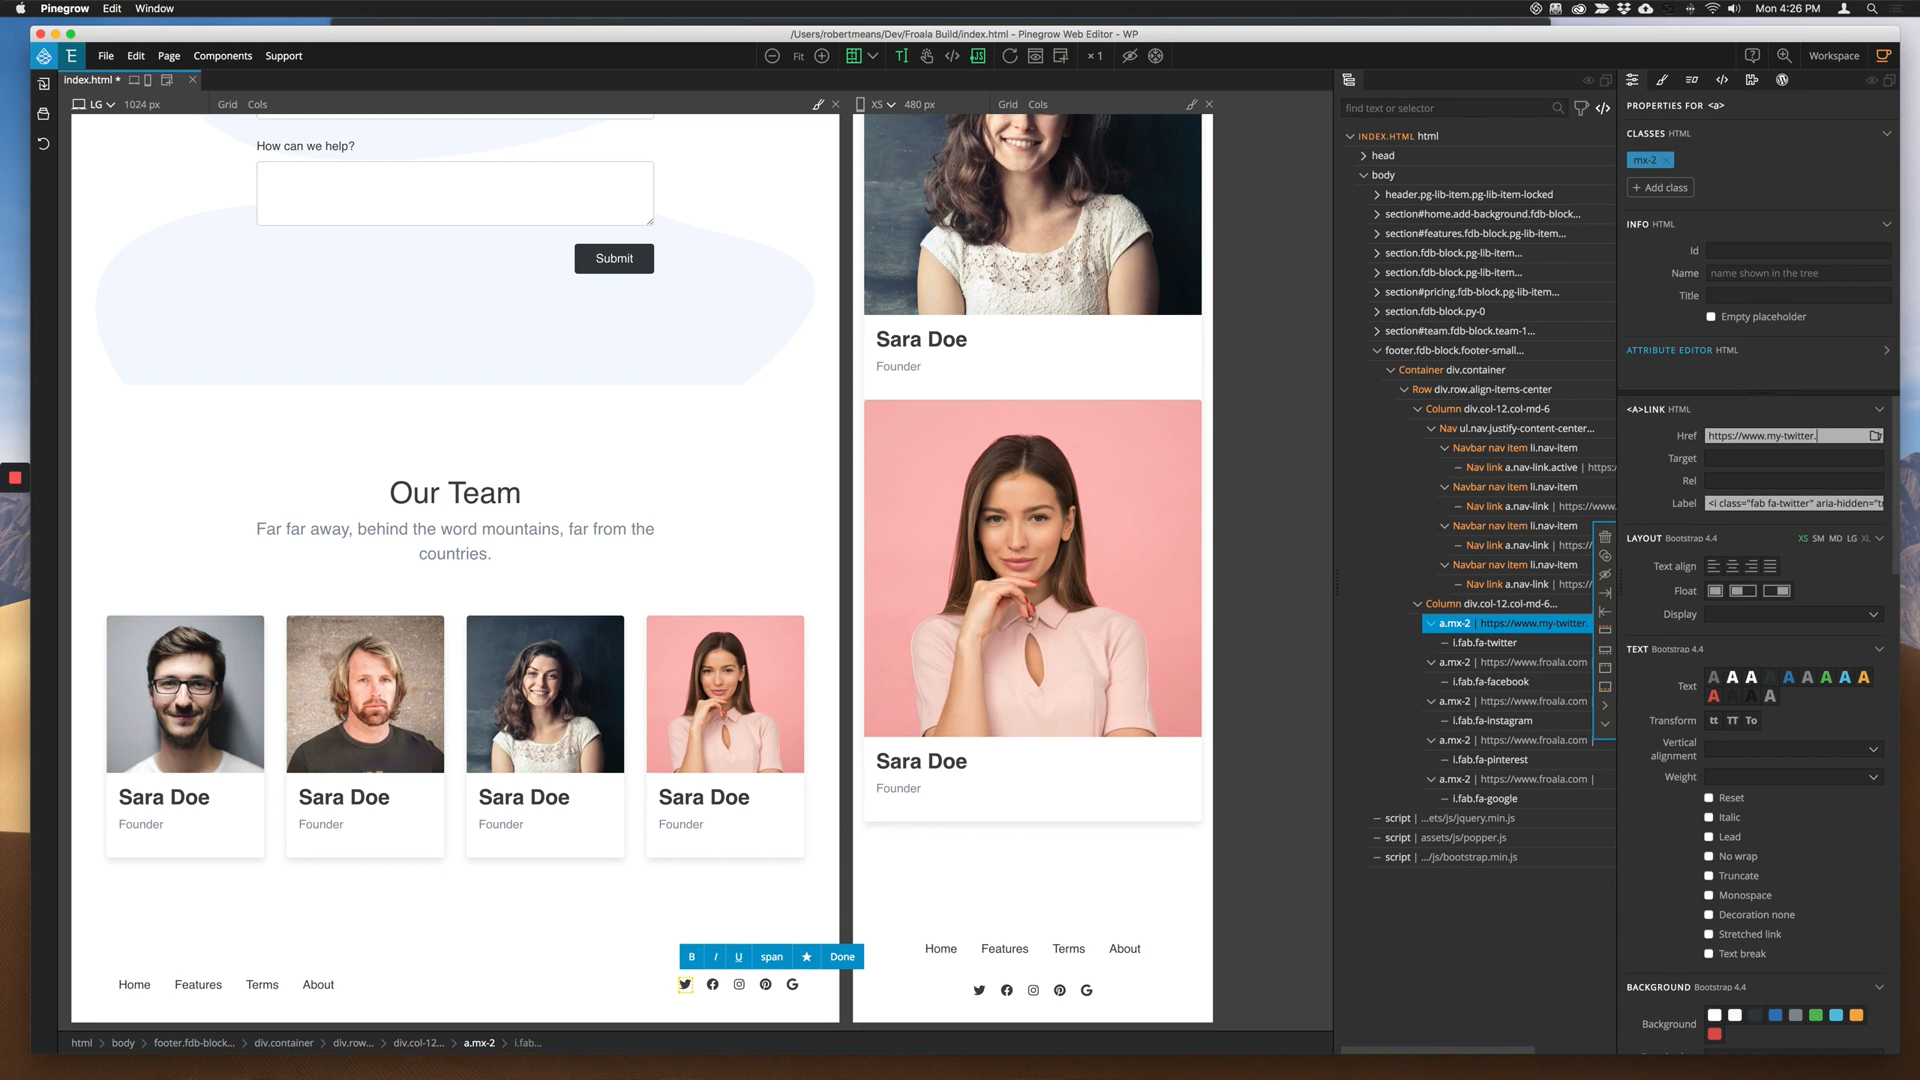 Pinegrow Edit Window
Mon 4:26 PM
/Users/robertmeans/Dev/Froala Build/index.html - Pinegrow Web Editor - WP
File Edit Page Components Support
Fit
× 1
Workspace
index.html *
LG 1024 px Grid Cols
XS 480 px Grid Cols
How can we help?
Submit
Our Team
Far far away, behind the word mountains, far from the
countries.
Sara Doe
Founder
Sara Doe
Founder
Sara Doe
Founder
Sara Doe
Founder
B I U span Done
Home Features Terms About
Sara Doe
Founder
Sara Doe
Founder
Home Features Terms About
html body footer.fdb-block... div.container div.row... div.col-12... a.mx-2 i.fab...
find text or selector
INDEX.HTML html
head
body
header.pg-lib-item.pg-lib-item-locked
section#home.add-background.fdb-block...
section#features.fdb-block.pg-lib-item...
section.fdb-block.pg-lib-item...
section.fdb-block.pg-lib-item...
section#pricing.fdb-block.pg-lib-item...
section.fdb-block.py-0
section#team.fdb-block.team-1...
footer.fdb-block.footer-small...
Container div.container
Row div.row.align-items-center
Column div.col-12.col-md-6
Nav ul.nav.justify-content-center...
Navbar nav item li.nav-item
Nav link a.nav-link.active | https:/
Navbar nav item li.nav-item
Nav link a.nav-link | https://www.
Navbar nav item li.nav-item
Nav link a.nav-link | https://
Navbar nav item li.nav-item
Nav link a.nav-link | https://
Column div.col-12.col-md-6...
a.mx-2 | https://www.my-twitter.
i.fab.fa-twitter
a.mx-2 | https://www.froala.com
i.fab.fa-facebook
a.mx-2 | https://www.froala.com
i.fab.fa-instagram
a.mx-2 | https://www.froala.com |
i.fab.fa-pinterest
a.mx-2 | https://www.froala.com |
i.fab.fa-google
script | ...ets/js/jquery.min.js
script | assets/js/popper.js
script | .../js/bootstrap.min.js
PROPERTIES FOR <a>
CLASSES HTML
mx-2 ×
+ Add class
INFO HTML
Id
Name name shown in the tree
Title
Empty placeholder
ATTRIBUTE EDITOR HTML
<A>LINK HTML
Href https://www.my-twitter.
Target
Rel
Label <i class="fab fa-twitter" aria-hidden="t
LAYOUT Bootstrap 4.4 XS SM MD LG XL
Text align
Float
Display
TEXT Bootstrap 4.4
Text A A A A A A A A A A A
Transform tt TT To
Vertical
alignment
Weight
Reset
Italic
Lead
No wrap
Truncate
Monospace
Decoration none
Stretched link
Text break
BACKGROUND Bootstrap 4.4
Background